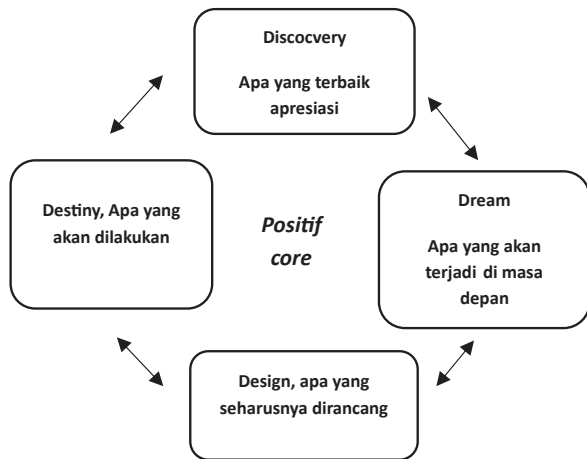 Discocvery
Apa yang terbaik
apresiasi
Destiny, Apa yang
akan dilakukan
Positif
core
Dream
Apa yang akan
terjadi di masa
depan
Design, apa yang
seharusnya dirancang